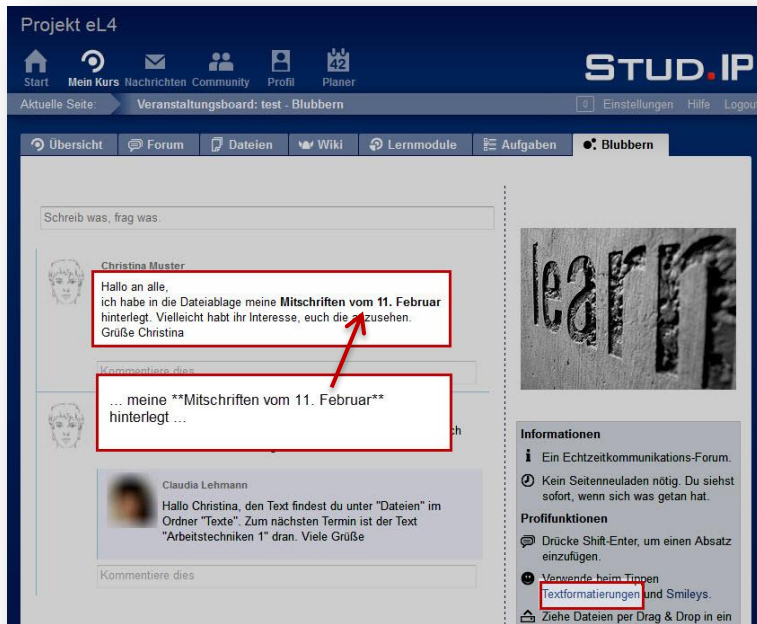 Projekt eL4
42
Start Mein Kurs Nachrichten Community Profil Planer
STUD.IP
Aktuelle Seite: Veranstaltungsboard: test - Blubbern 0 Einstellungen Hilfe Logout
Übersicht Forum Dateien Wiki Lernmodule Aufgaben Blubbern
Schreib was, frag was.
Christina Muster
Hallo an alle,
ich habe in die Dateiablage meine Mitschriften vom 11. Februar
hinterlegt. Vielleicht habt ihr Interesse, euch die anzusehen.
Grüße Christina
Kommentiere dies
… meine **Mitschriften vom 11. Februar**
hinterlegt …
ch
Claudia Lehmann
Hallo Christina, den Text findest du unter "Dateien" im
Ordner "Texte". Zum nächsten Termin ist der Text
"Arbeitstechniken 1" dran. Viele Grüße
Kommentiere dies
learn
Informationen
Ein Echtzeitkommunikations-Forum.
Kein Seitenneuladen nötig. Du siehst
sofort, wenn sich was getan hat.
Profifunktionen
Drücke Shift-Enter, um einen Absatz
einzufügen.
Verwende beim Tippen
Textformatierungen und Smileys.
Ziehe Dateien per Drag & Drop in ein